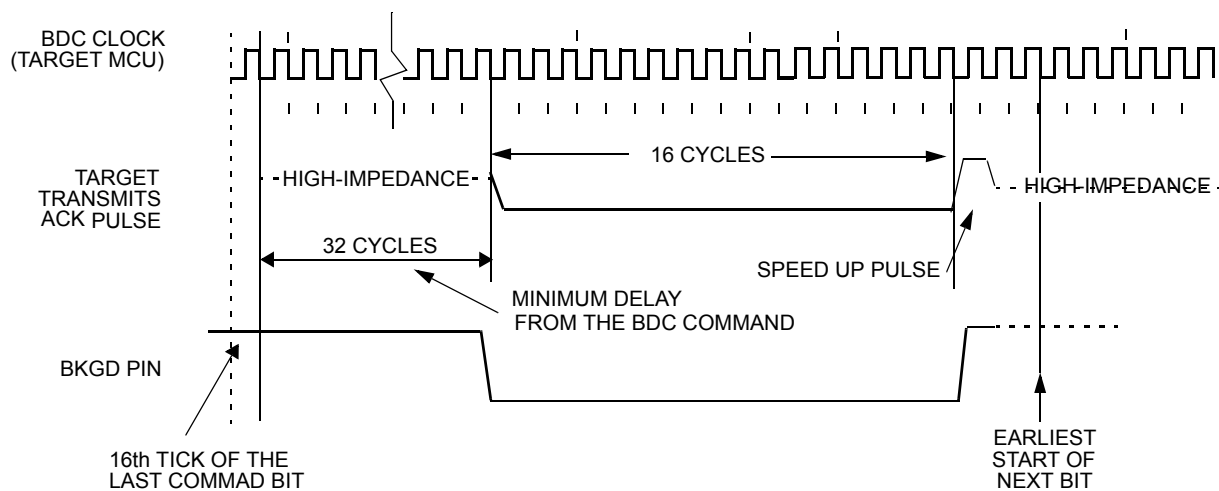 BDC CLOCK
(TARGET MCU)
16 CYCLES
TARGET
TRANSMITS
ACK PULSE
HIGH-IMPEDANCE
HIGH-IMPEDANCE
32 CYCLES
SPEED UP PULSE
MINIMUM DELAY
FROM THE BDC COMMAND
BKGD PIN
16th TICK OF THE
LAST COMMAD BIT
EARLIEST
START OF
NEXT BIT